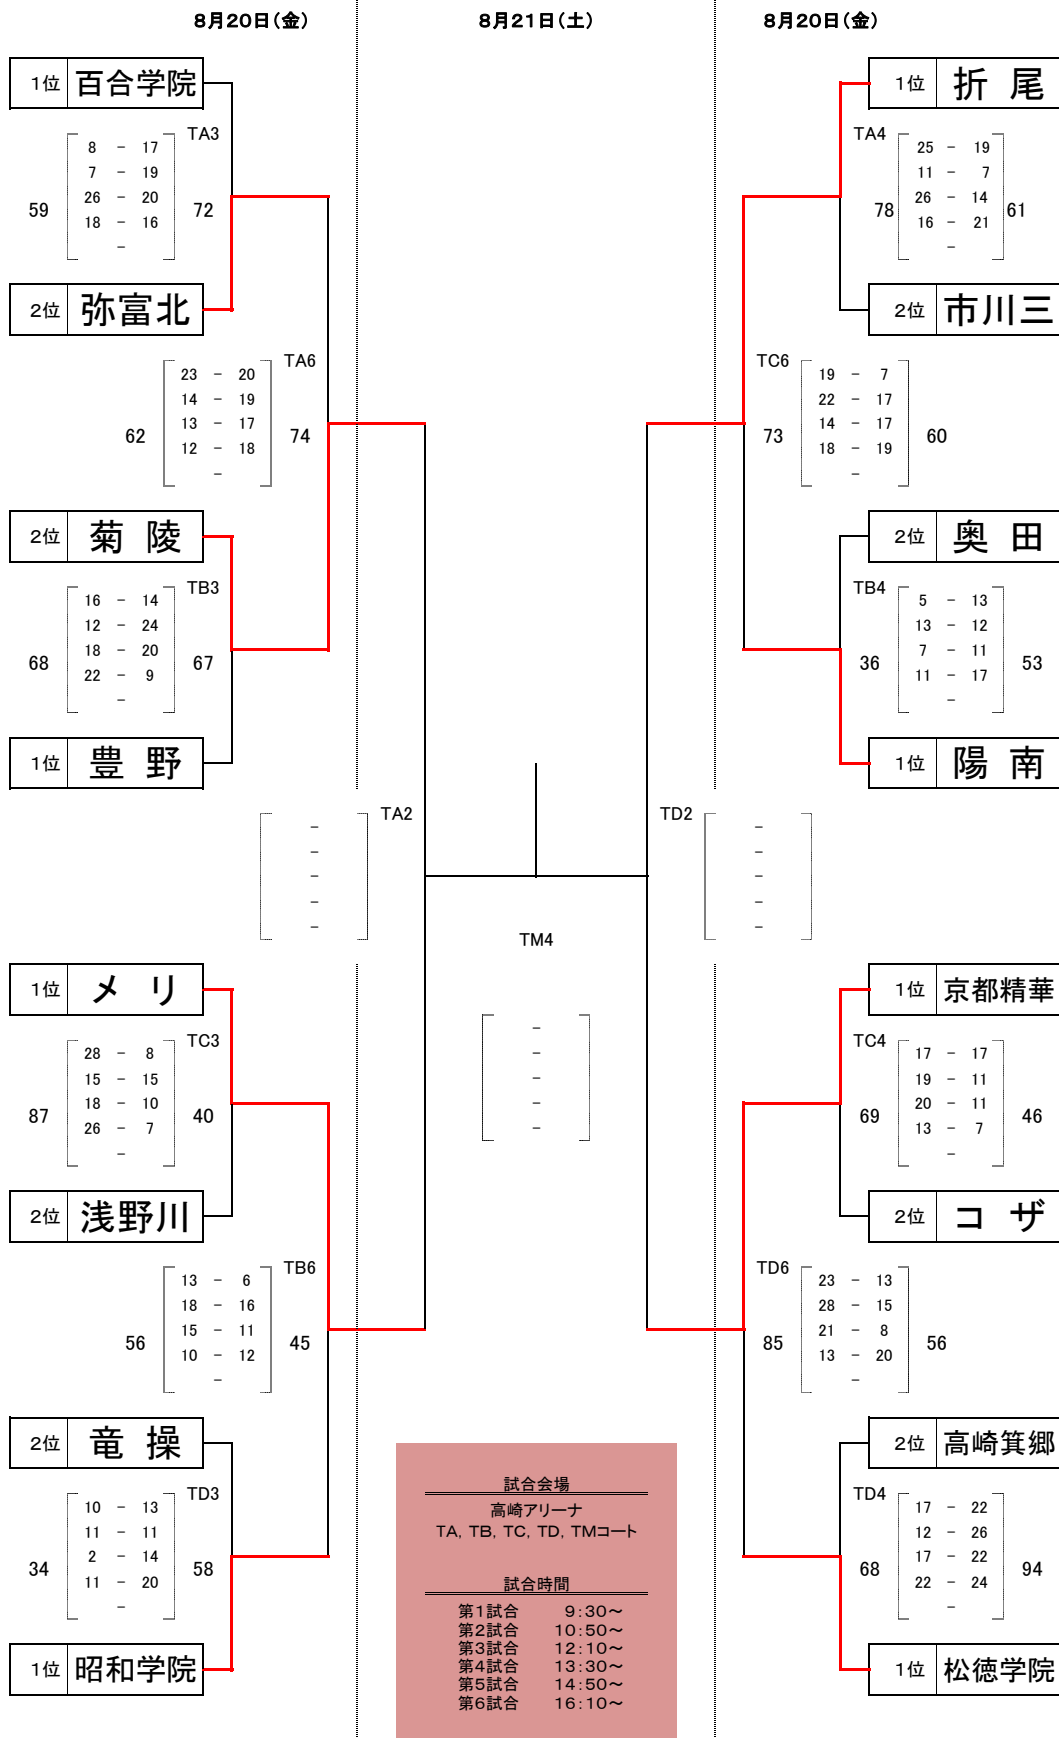 8月20日(金)
8月21日(土)
8月20日(金)
1位 百合学院
TA3
8 - 17
7 - 19
26 - 20
18 - 16
-
59
72
2位 弥富北
TA6
23 - 20
14 - 19
13 - 17
12 - 18
-
62
74
2位 菊 陵
TB3
16 - 14
12 - 24
18 - 20
22 - 9
-
68
67
1位 豊 野
TA2
-
-
-
-
-
1位 メ リ
TC3
28 - 8
15 - 15
18 - 10
26 - 7
-
87
40
2位 浅野川
TB6
13 - 6
18 - 16
15 - 11
10 - 12
-
56
45
2位 竜 操
TD3
10 - 13
11 - 11
2 - 14
11 - 20
-
34
58
1位 昭和学院
TM4
-
-
-
-
-
試合会場
高崎アリーナ
TA, TB, TC, TD, TMコート
試合時間
第1試合 9:30～
第2試合 10:50～
第3試合 12:10～
第4試合 13:30～
第5試合 14:50～
第6試合 16:10～
1位 折 尾
TA4
25 - 19
11 - 7
26 - 14
16 - 21
-
78
61
2位 市川三
TC6
19 - 7
22 - 17
14 - 17
18 - 19
-
73
60
2位 奥 田
TB4
5 - 13
13 - 12
7 - 11
11 - 17
-
36
53
1位 陽 南
TD2
-
-
-
-
-
1位 京都精華
TC4
17 - 17
19 - 11
20 - 11
13 - 7
-
69
46
2位 コ ザ
TD6
23 - 13
28 - 15
21 - 8
13 - 20
-
85
56
2位 高崎箕郷
TD4
17 - 22
12 - 26
17 - 22
22 - 24
-
68
94
1位 松徳学院